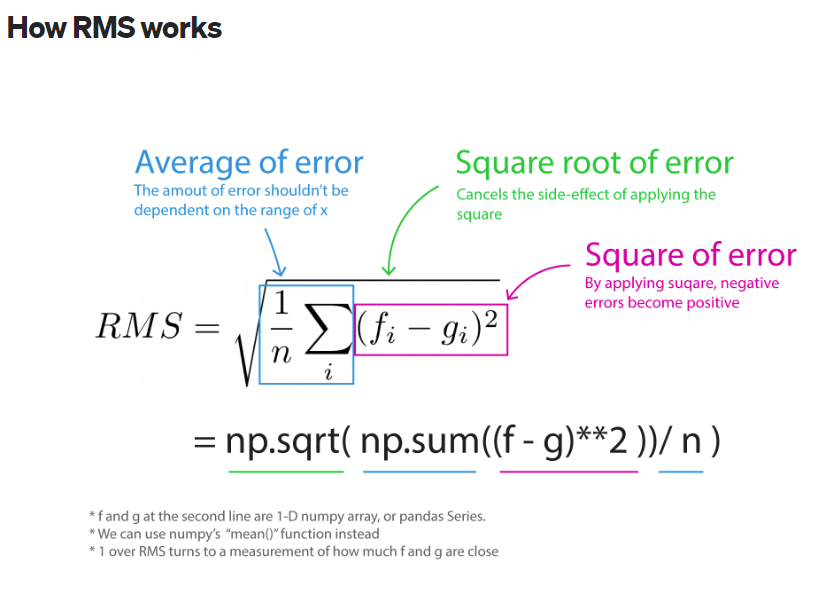 How RMS works
Average of error
The amout of error shouldn't be
dependent on the range of x
Square root of error
Cancels the side-effect of applying the
square
Square of error
By applying suqare, negative
errors become positive
RMS = √ 1/n ∑i (fi − gi)²
= np.sqrt( np.sum((f - g)**2 ))/ n )
* f and g at the second line are 1-D numpy array, or pandas Series.
* We can use numpy's "mean()" function instead
* 1 over RMS turns to a measurement of how much f and g are close